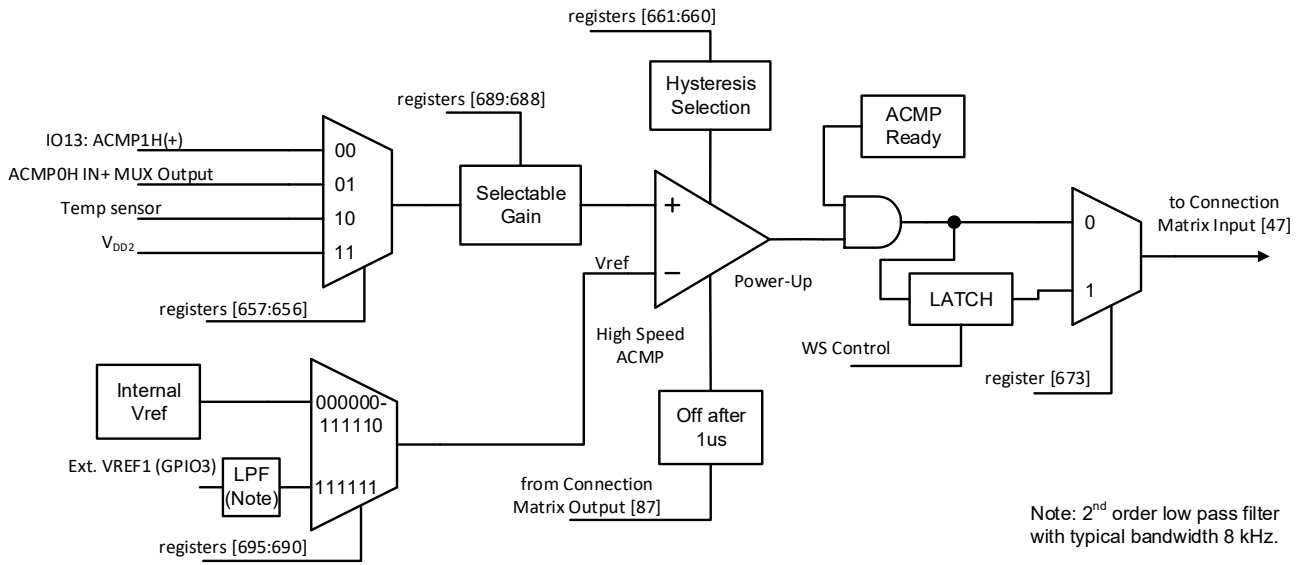 registers [661:660]
Hysteresis
Selection
registers [689:688]
ACMP
Ready
IO13: ACMP1H(+)
00
ACMP0H IN+ MUX Output
01
Temp sensor
10
VDD2
11
Selectable
Gain
+
to Connection
Matrix Input [47]
0
Vref
−
Power-Up
LATCH
1
registers [657:656]
High Speed
ACMP
WS Control
register [673]
Internal
Vref
000000-
111110
Off after
1us
Ext. VREF1 (GPIO3)
LPF
(Note)
111111
from Connection
Matrix Output [87]
registers [695:690]
Note: 2nd order low pass filter
with typical bandwidth 8 kHz.